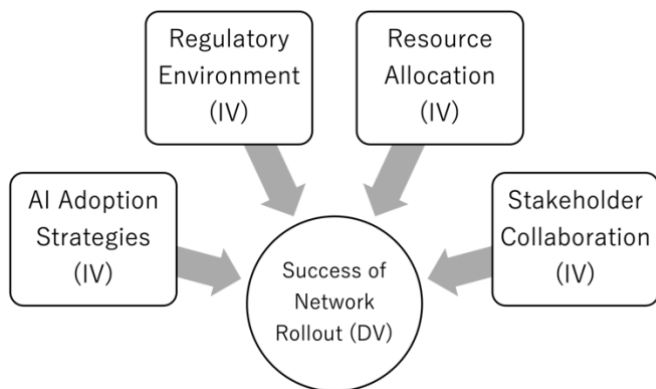 Regulatory
Environment
(IV)
Resource
Allocation
(IV)
AI Adoption
Strategies
(IV)
Stakeholder
Collaboration
(IV)
Success of
Network
Rollout (DV)